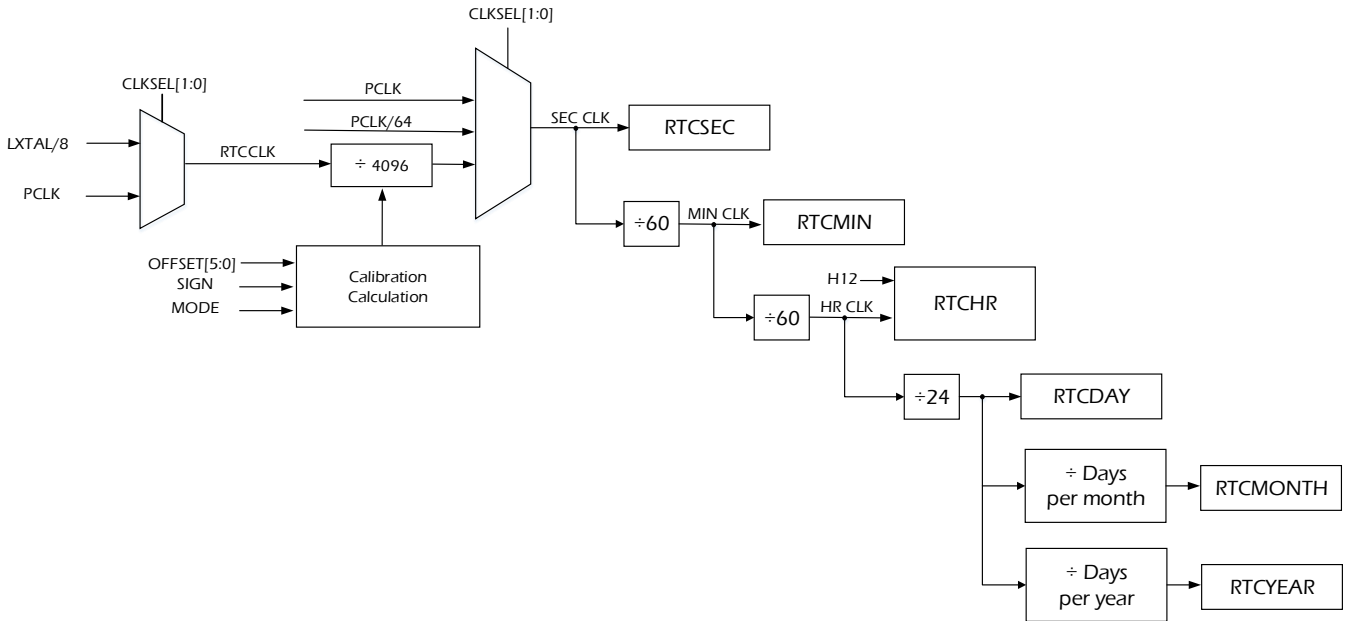 CLKSEL[1:0]
CLKSEL[1:0]
PCLK
PCLK/64
SEC CLK
RTCSEC
LXTAL/8
RTCCLK
÷ 4096
PCLK
÷60
MIN CLK
RTCMIN
OFFSET[5:0]
SIGN
MODE
Calibration
Calculation
H12
÷60
HR CLK
RTCHR
÷24
RTCDAY
÷ Days
per month
RTCMONTH
÷ Days
per year
RTCYEAR